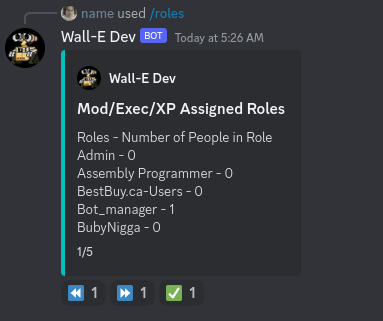 name used /roles
Wall-E Dev BOT Today at 5:26 AM
Wall-E Dev
Mod/Exec/XP Assigned Roles
Roles - Number of People in Role
Admin - 0
Assembly Programmer - 0
BestBuy.ca-Users - 0
Bot_manager - 1
BubyNigga - 0
1/5
1 1 1